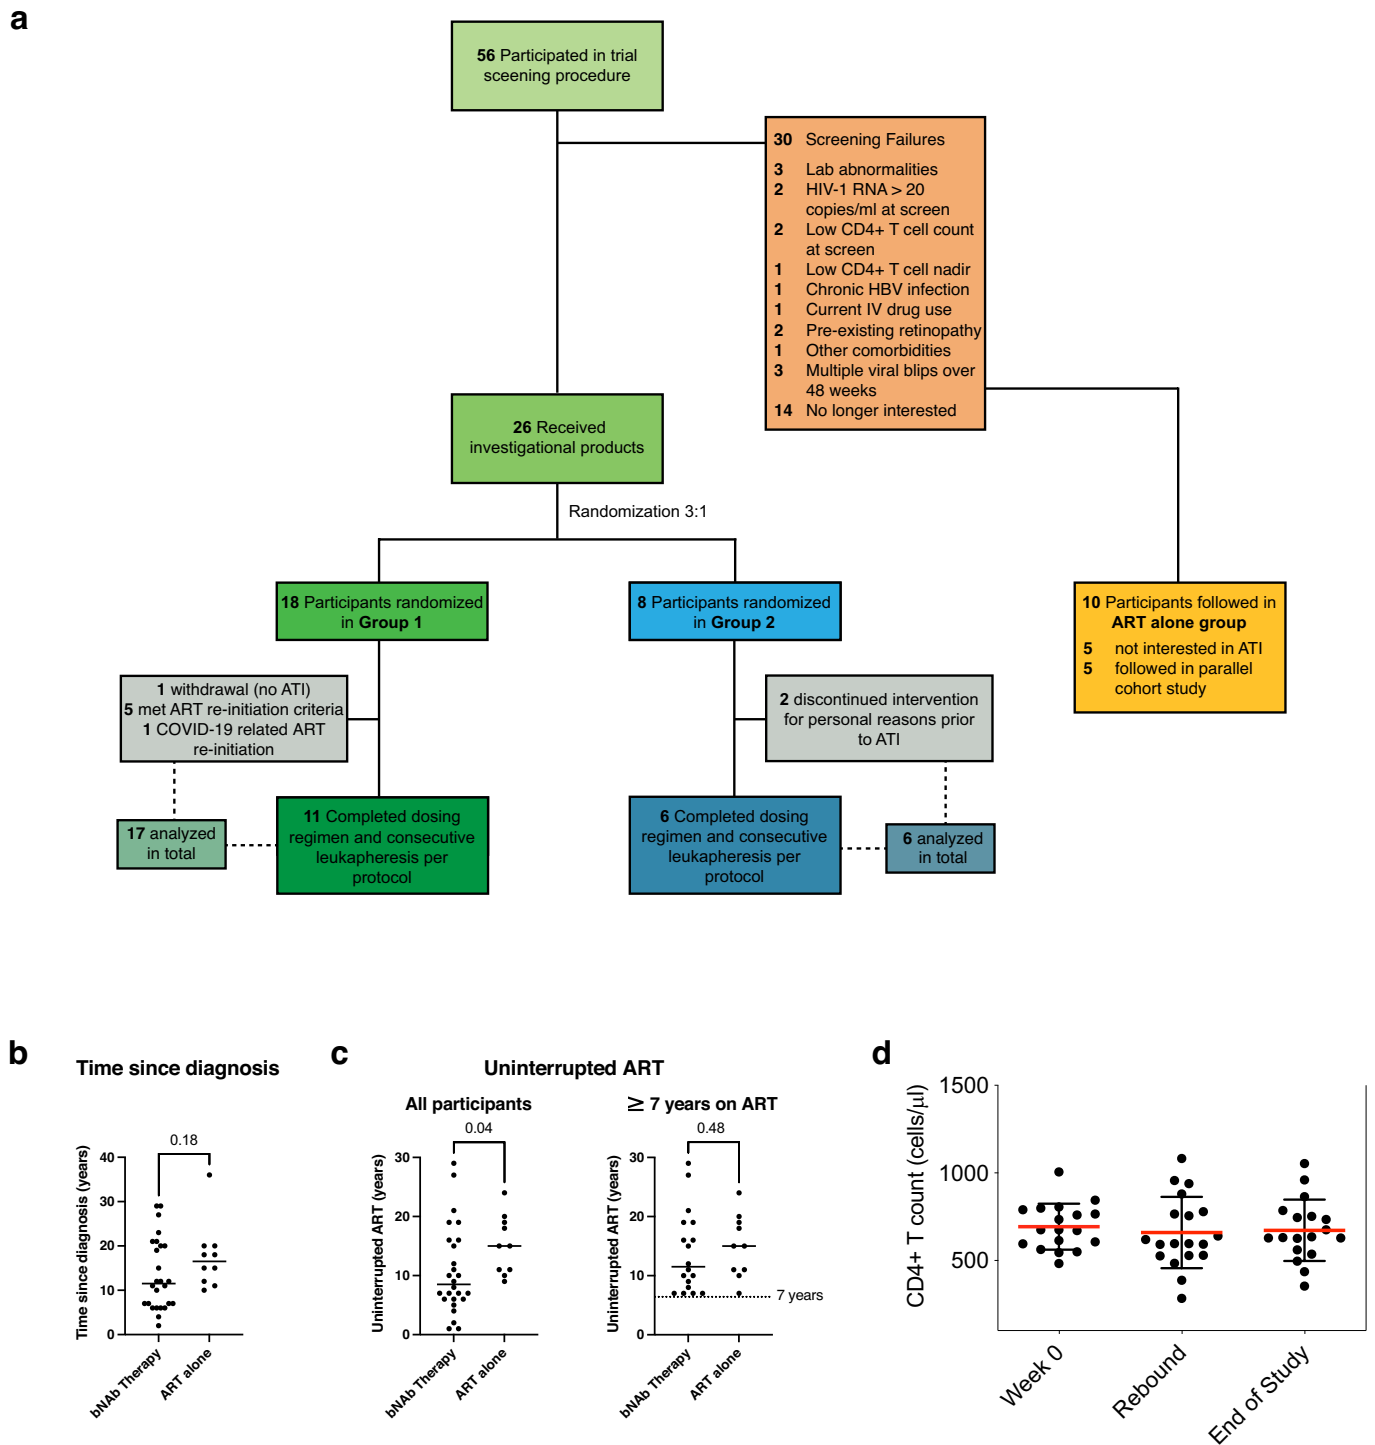 a
56 Participated in trial
sceening procedure
30 Screening Failures
3 Lab abnormalities
2 HIV-1 RNA > 20
copies/ml at screen
2 Low CD4+ T cell count
at screen
1 Low CD4+ T cell nadir
1 Chronic HBV infection
1 Current IV drug use
2 Pre-existing retinopathy
1 Other comorbidities
3 Multiple viral blips over
48 weeks
14 No longer interested
26 Received
investigational products
Randomization 3:1
18 Participants randomized
in Group 1
8 Participants randomized
in Group 2
10 Participants followed in
ART alone group
5 not interested in ATI
5 followed in parallel
cohort study
1 withdrawal (no ATI)
5 met ART re-initiation criteria
1 COVID-19 related ART
re-initiation
2 discontinued intervention
for personal reasons prior
to ATI
17 analyzed
in total
11 Completed dosing
regimen and consecutive
leukapheresis per
protocol
6 Completed dosing
regimen and consecutive
leukapheresis per
protocol
6 analyzed
in total
b
Time since diagnosis
0.18
Time since diagnosis (years)
40
30
20
10
0
bNAb Therapy
ART alone
c
Uninterrupted ART
All participants
0.04
Uninterrupted ART (years)
30
20
10
0
bNAb Therapy
ART alone
≥ 7 years on ART
0.48
Uninterrupted ART (years)
30
20
10
0
7 years
bNAb Therapy
ART alone
d
CD4+ T count (cells/µl)
1500
1000
500
Week 0
Rebound
End of Study